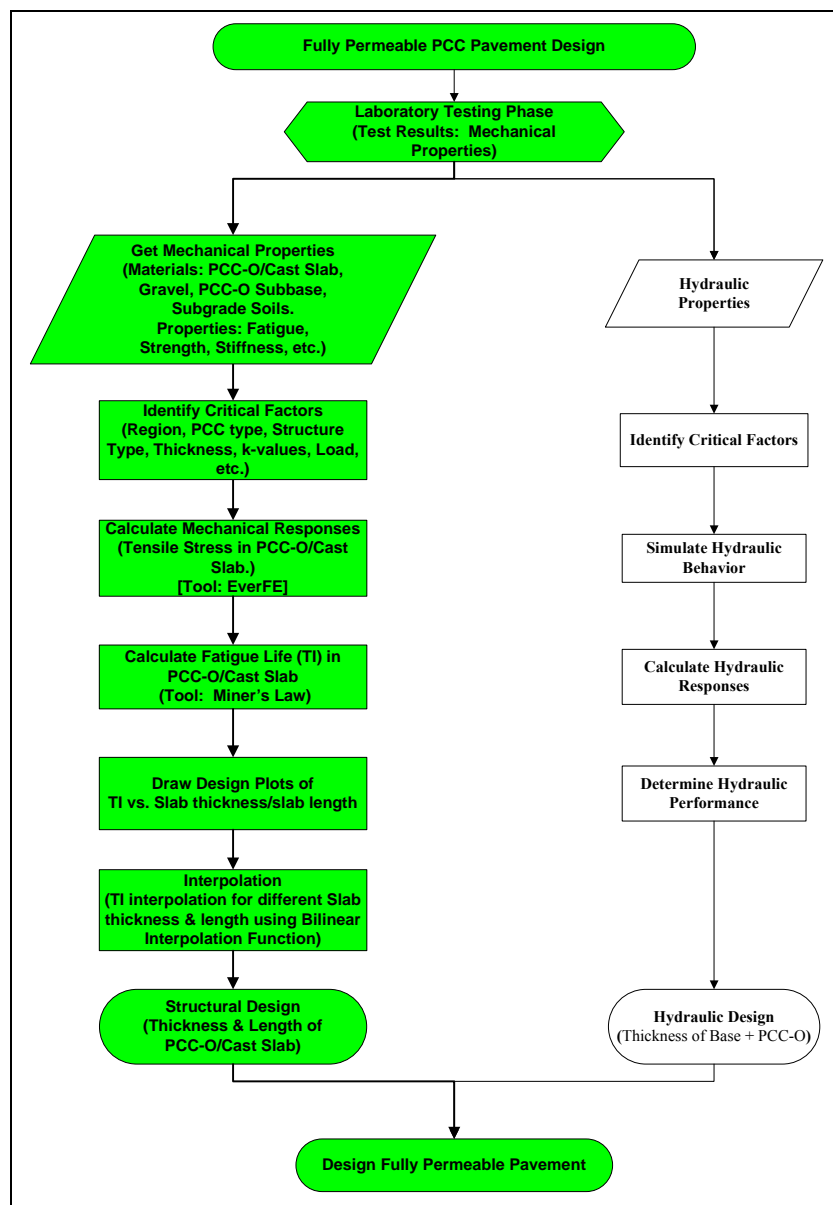 Fully Permeable PCC Pavement Design
Laboratory Testing Phase
(Test Results:  Mechanical
Properties)
Get Mechanical Properties
(Materials: PCC-O/Cast Slab,
Gravel, PCC-O Subbase,
Subgrade Soils.
Properties: Fatigue,
Strength, Stiffness, etc.)
Identify Critical Factors
(Region, PCC type, Structure
Type, Thickness, k-values, Load,
etc.)
Calculate Mechanical Responses
(Tensile Stress in PCC-O/Cast
Slab.)
[Tool: EverFE]
Calculate Fatigue Life (TI) in
PCC-O/Cast Slab
(Tool:  Miner's Law)
Draw Design Plots of
TI vs. Slab thickness/slab length
Interpolation
(TI interpolation for different Slab
thickness & length using Bilinear
Interpolation Function)
Structural Design
(Thickness & Length of
PCC-O/Cast Slab)
Hydraulic
Properties
Identify Critical Factors
Simulate Hydraulic
Behavior
Calculate Hydraulic
Responses
Determine Hydraulic
Performance
Hydraulic Design
(Thickness of Base + PCC-O)
Design Fully Permeable Pavement